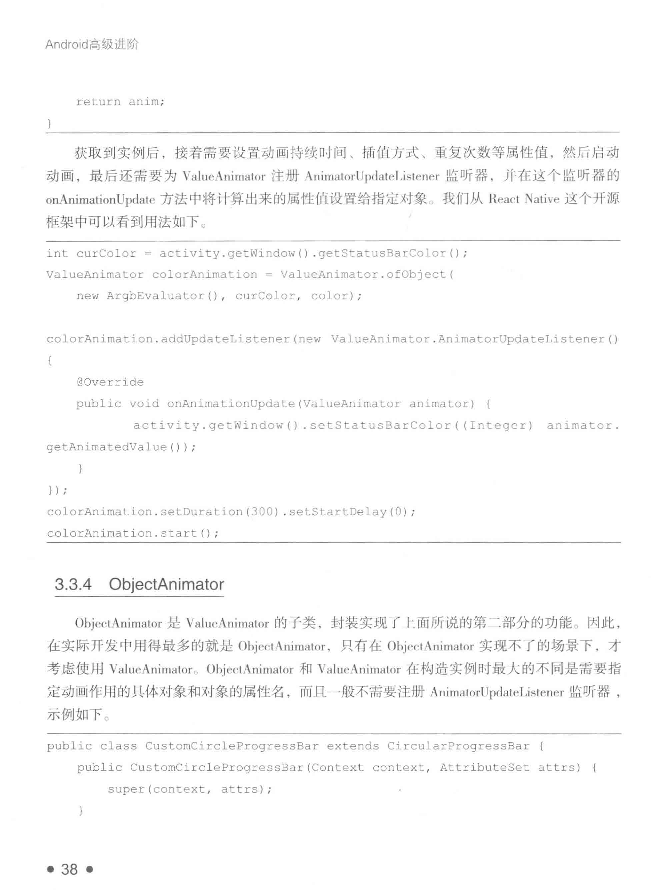 Android高级进阶
return anim;
}
获取到实例后，接着需要设置动画持续时间、插值方式、重复次数等属性值，然后启动
动画，最后还需要为 ValueAnimator 注册 AnimatorUpdateListener 监听器，并在这个监听器的
onAnimationUpdate 方法中将计算出来的属性值设置给指定对象。我们从 React Native 这个开源
框架中可以看到用法如下。
int curColor = activity.getWindow().getStatusBarColor();
ValueAnimator colorAnimation = ValueAnimator.ofObject(
new ArgbEvaluator(), curColor, color);
colorAnimation.addUpdateListener(new ValueAnimator.AnimatorUpdateListener()
{
@Override
public void onAnimationUpdate(ValueAnimator animator) {
activity.getWindow().setStatusBarColor((Integer) animator.
getAnimatedValue());
}
});
colorAnimation.setDuration(300).setStartDelay(0);
colorAnimation.start();
3.3.4 ObjectAnimator
ObjectAnimator 是 ValueAnimator 的子类，封装实现了上面所说的第二部分的功能。因此，
在实际开发中用得最多的就是 ObjectAnimator，只有在 ObjectAnimator 实现不了的场景下，才
考虑使用 ValueAnimator。ObjectAnimator 和 ValueAnimator 在构造实例时最大的不同是需要指
定动画作用的具体对象和对象的属性名，而且一般不需要注册 AnimatorUpdateListener 监听器，
示例如下。
public class CustomCircleProgressBar extends CircularProgressBar {
public CustomCircleProgressBar(Context context, AttributeSet attrs) {
super(context, attrs);
}
• 38 •